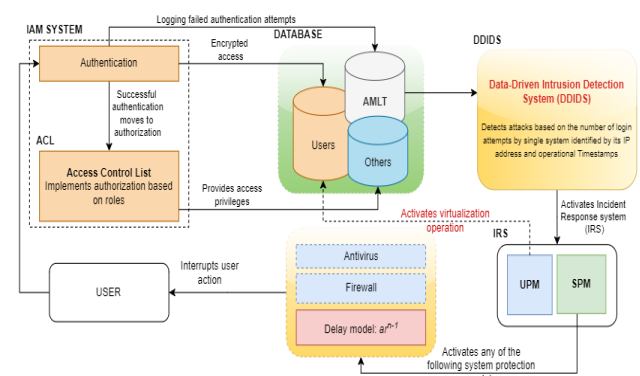 Logging failed authentication attempts
IAM SYSTEM
DATABASE
DDIDS
Authentication
Encrypted
access
AMLT
Users
Others
Data-Driven Intrusion Detection
System (DDIDS)
Detects attacks based on the number of login
attempts by single system identified by its IP
address and operational Timestamps
Successful
authentication
moves to
authorization
ACL
Access Control List
Implements authorization based
on roles
Provides access
privileges
Activates virtualization
operation
Activates Incident
Response system
(IRS)
IRS
UPM
SPM
Antivirus
Firewall
Delay model: arⁿ⁻¹
Interrupts user
action
USER
Activates any of the
following system protection